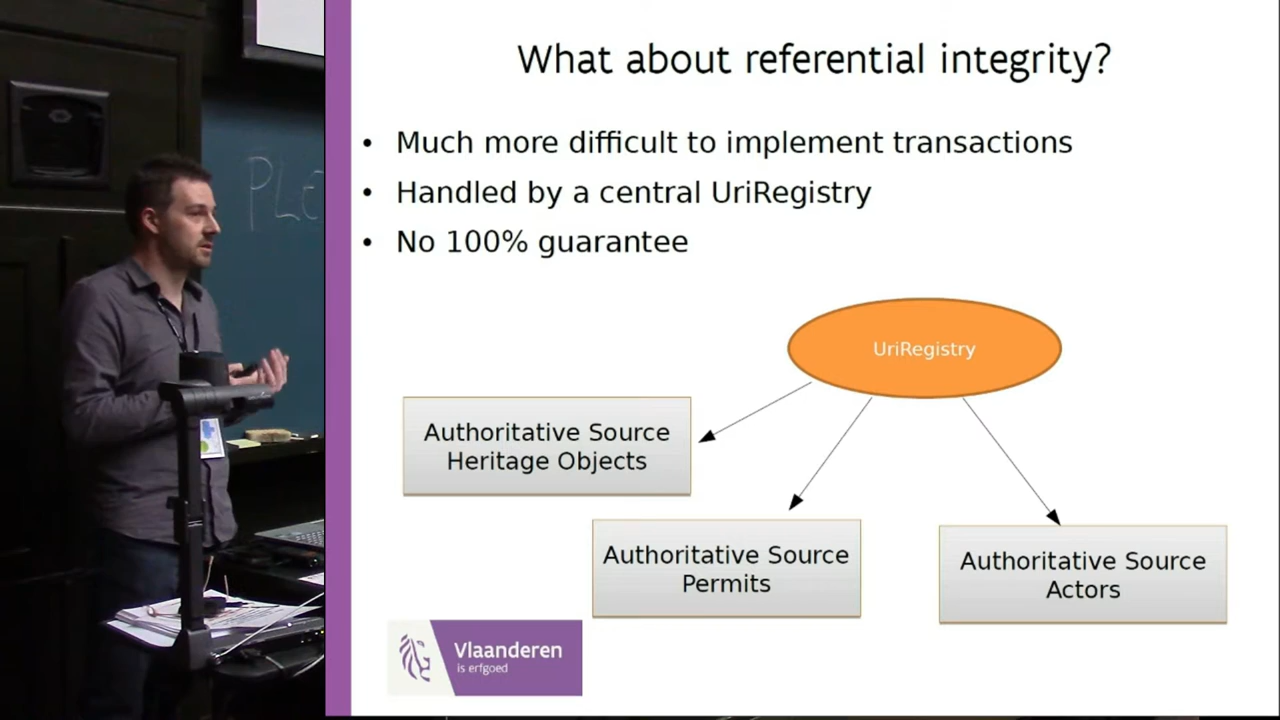 What about referential integrity?
• Much more difficult to implement transactions
• Handled by a central UriRegistry
• No 100% guarantee
UriRegistry
Authoritative Source
Heritage Objects
Authoritative Source
Permits
Authoritative Source
Actors
Vlaanderen
is erfgoed